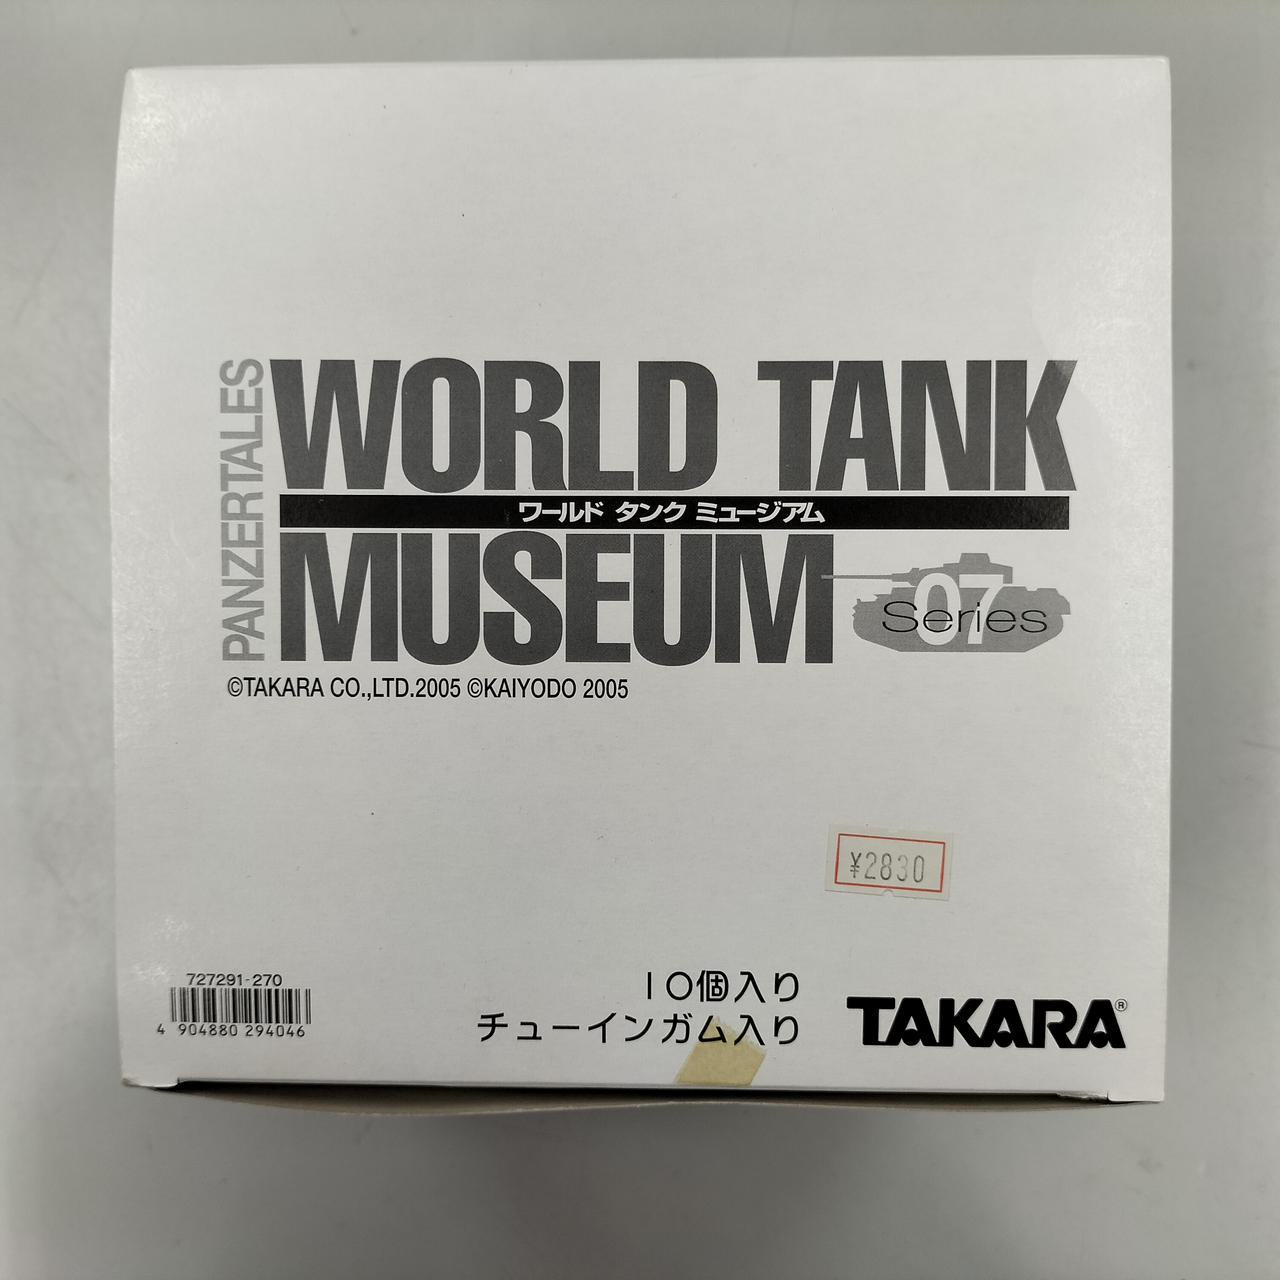 PANZERTALES
WORLD TANK
ワールド タンク ミュージアム
MUSEUM
07
Series
©TAKARA CO.,LTD.2005 ©KAIYODO 2005
¥2830
727291-270
4 904880 294046
10個入り
チューインガム入り
TAKARA®